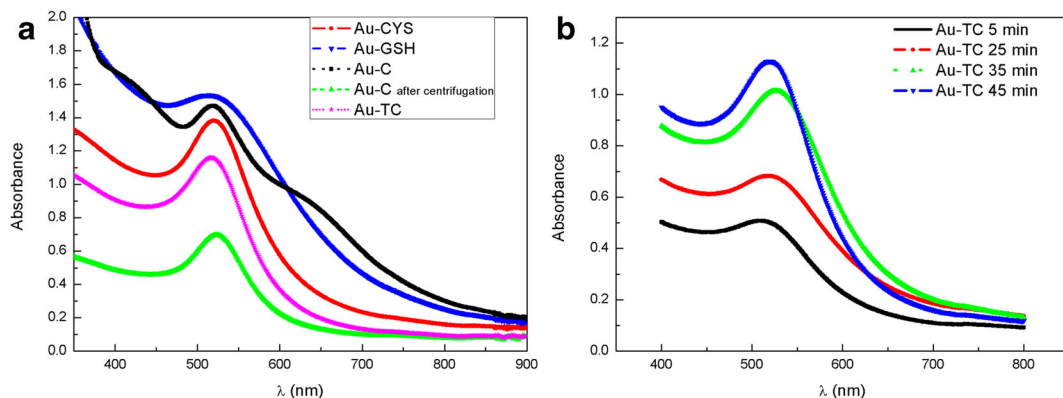 a
2.0
1.8
1.6
1.4
1.2
1.0
0.8
0.6
0.4
0.2
0.0
Absorbance
400 500 600 700 800 900
λ (nm)
Au-CYS
Au-GSH
Au-C
Au-C after centrifugation
Au-TC
b
1.2
1.0
0.8
0.6
0.4
0.2
0.0
Absorbance
400 500 600 700 800
λ (nm)
Au-TC 5 min
Au-TC 25 min
Au-TC 35 min
Au-TC 45 min